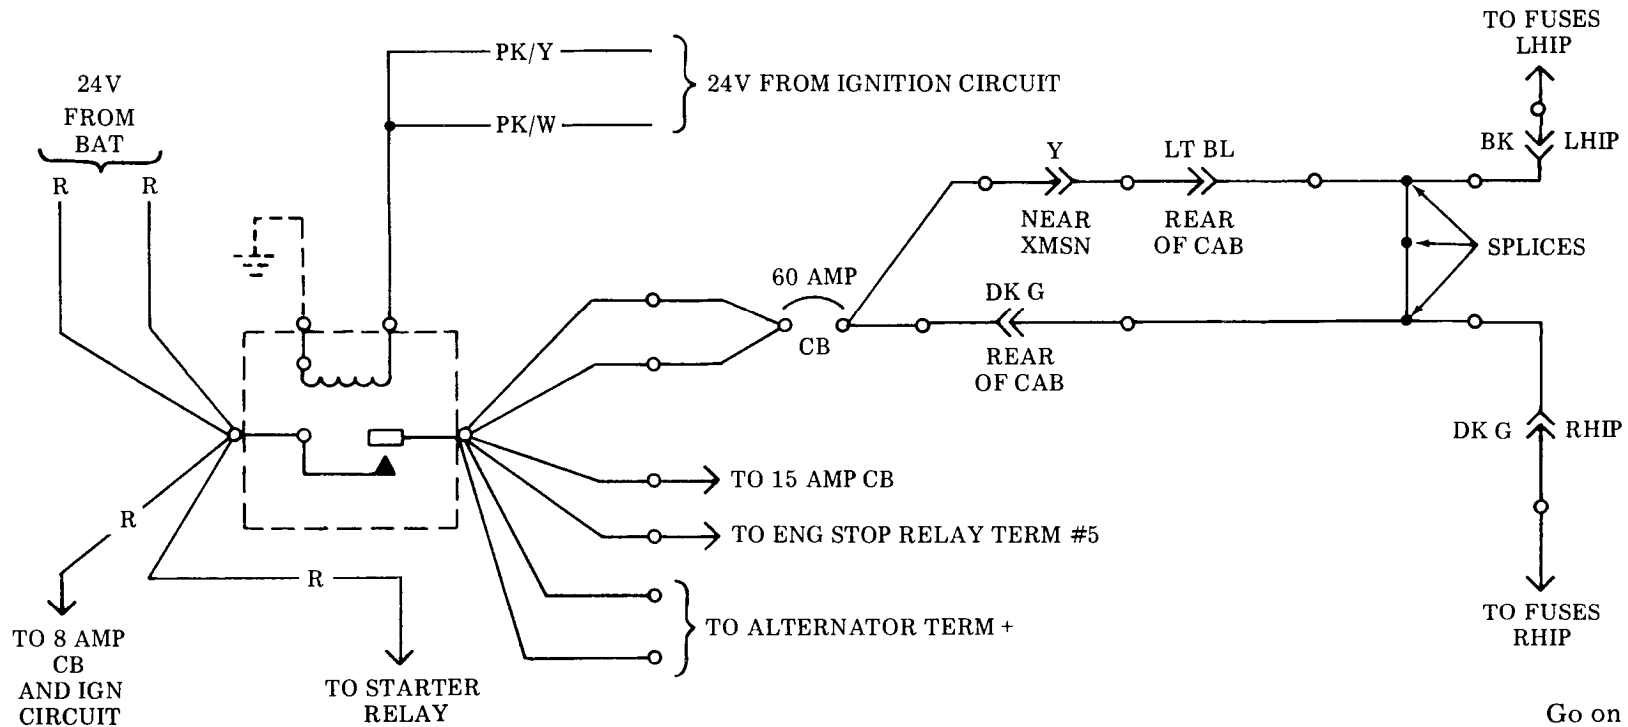 TO FUSES
LHIP
24V
FROM
BAT
R
R
PK/Y
PK/W
24V FROM IGNITION CIRCUIT
BK
LHIP
Y
NEAR
XMSN
LT BL
REAR
OF CAB
SPLICES
60 AMP
CB
DK G
REAR
OF CAB
DK G
RHIP
TO 15 AMP CB
TO ENG STOP RELAY TERM #5
TO ALTERNATOR TERM +
R
R
TO 8 AMP
CB
AND IGN
CIRCUIT
TO STARTER
RELAY
TO FUSES
RHIP
Go on